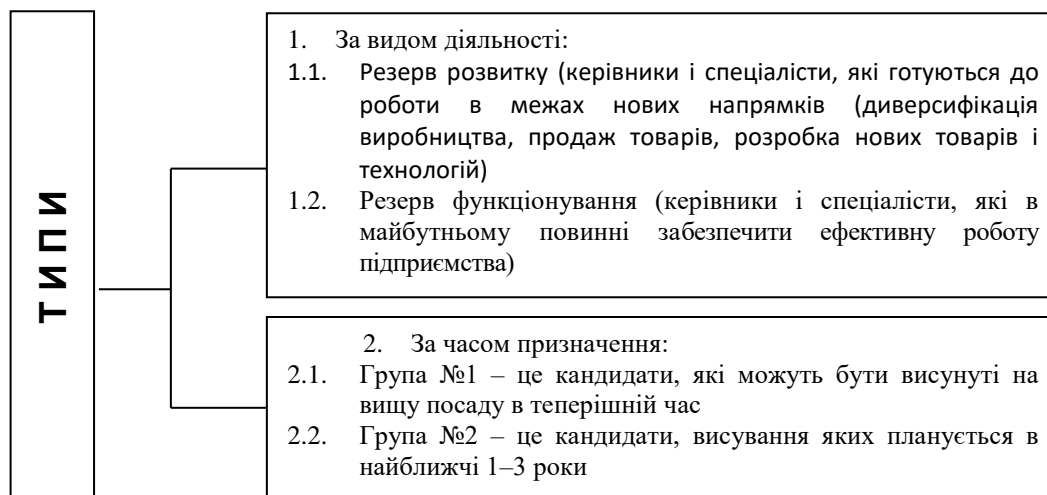 ТИПИ
1. За видом діяльності:
1.1. Резерв розвитку (керівники і спеціалісти, які готуються до
роботи в межах нових напрямків (диверсифікація
виробництва, продаж товарів, розробка нових товарів і
технологій)
1.2. Резерв функціонування (керівники і спеціалісти, які в
майбутньому повинні забезпечити ефективну роботу
підприємства)
2. За часом призначення:
2.1. Група №1 – це кандидати, які можуть бути висунуті на
вищу посаду в теперішній час
2.2. Група №2 – це кандидати, висування яких планується в
найближчі 1–3 роки